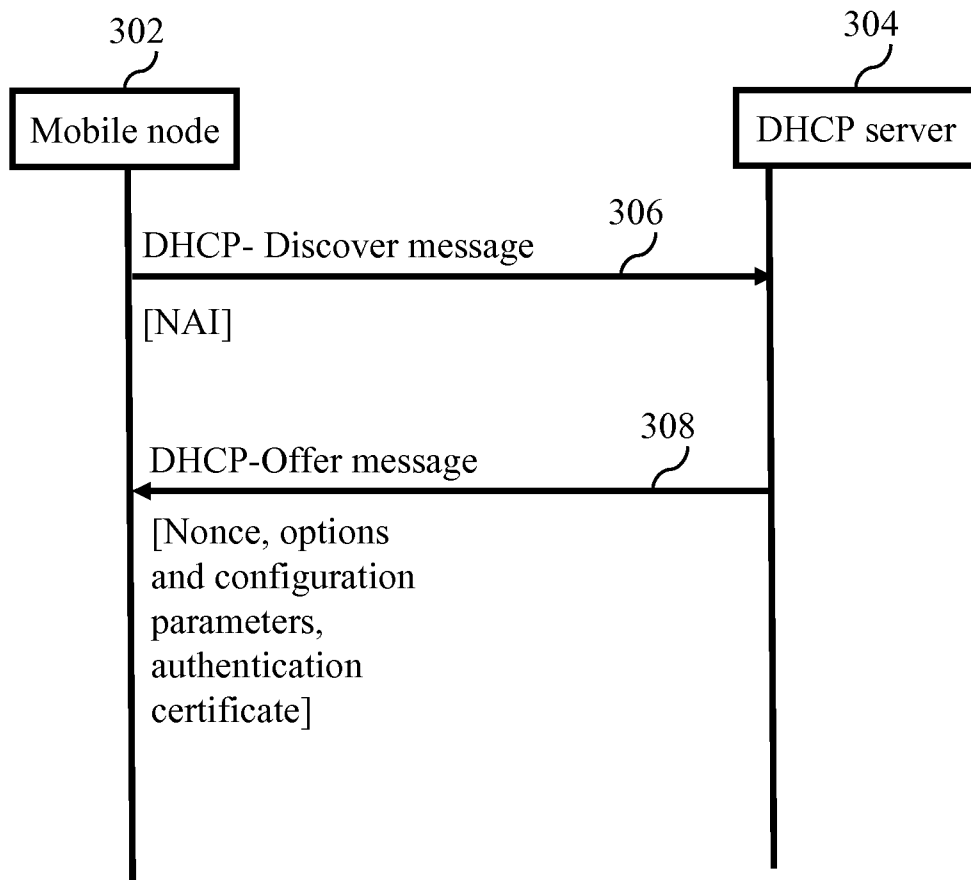 302
304
Mobile node
DHCP server
306
DHCP- Discover message
[NAI]
308
DHCP-Offer message
[Nonce, options
and configuration
parameters,
authentication
certificate]